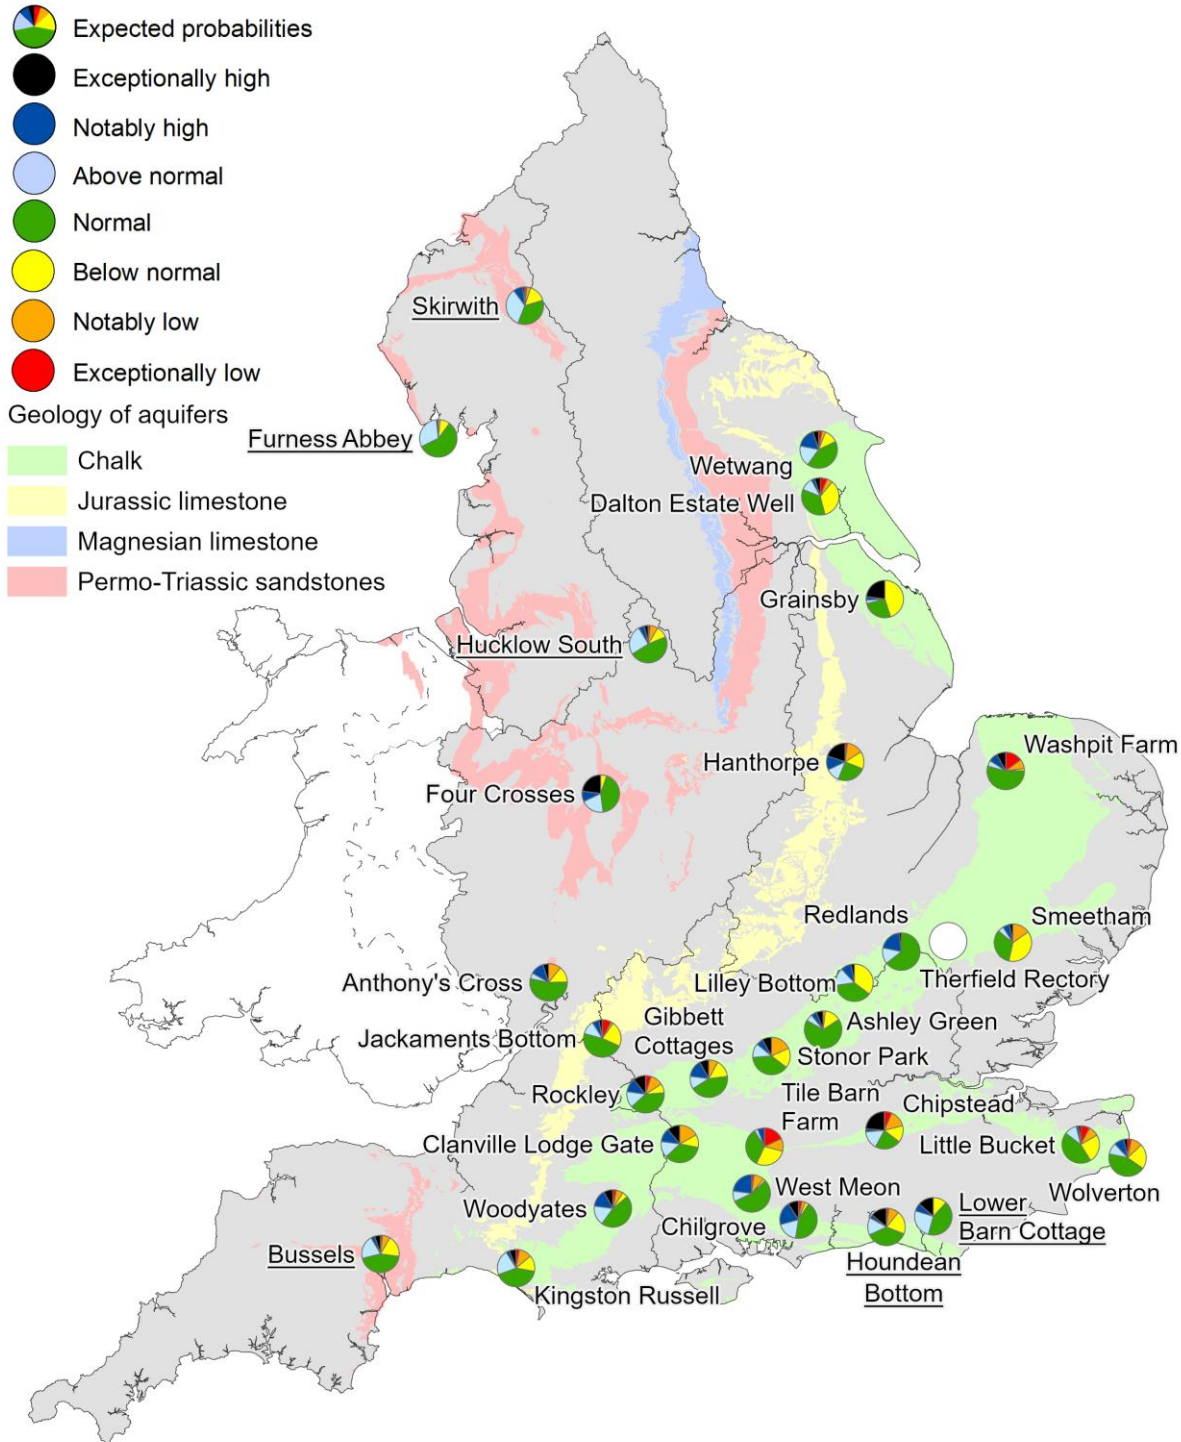 Expected probabilities
Exceptionally high
Notably high
Above normal
Normal
Below normal
Notably low
Exceptionally low
Geology of aquifers
Chalk
Jurassic limestone
Magnesian limestone
Permo-Triassic sandstones
Skirwith
Furness Abbey
Wetwang
Dalton Estate Well
Grainsby
Hucklow South
Washpit Farm
Hanthorpe
Four Crosses
Redlands
Smeetham
Anthony's Cross
Lilley Bottom
Therfield Rectory
Jackaments Bottom
Gibbett
Cottages
Ashley Green
Stonor Park
Rockley
Tile Barn
Farm
Chipstead
Clanville Lodge Gate
Little Bucket
Woodyates
West Meon
Wolverton
Chilgrove
Lower
Barn Cottage
Bussels
Houndean
Bottom
Kingston Russell